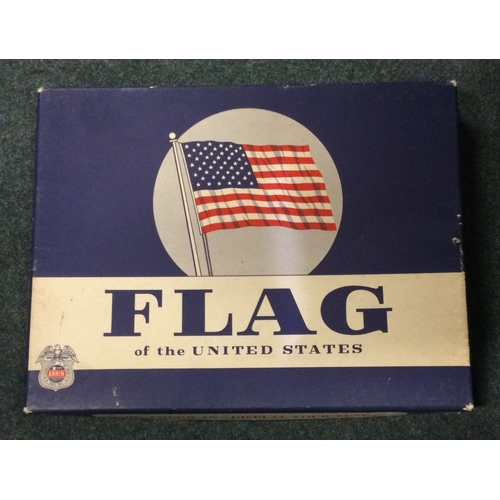 FLAG
of the UNITED STATES
ANNIN